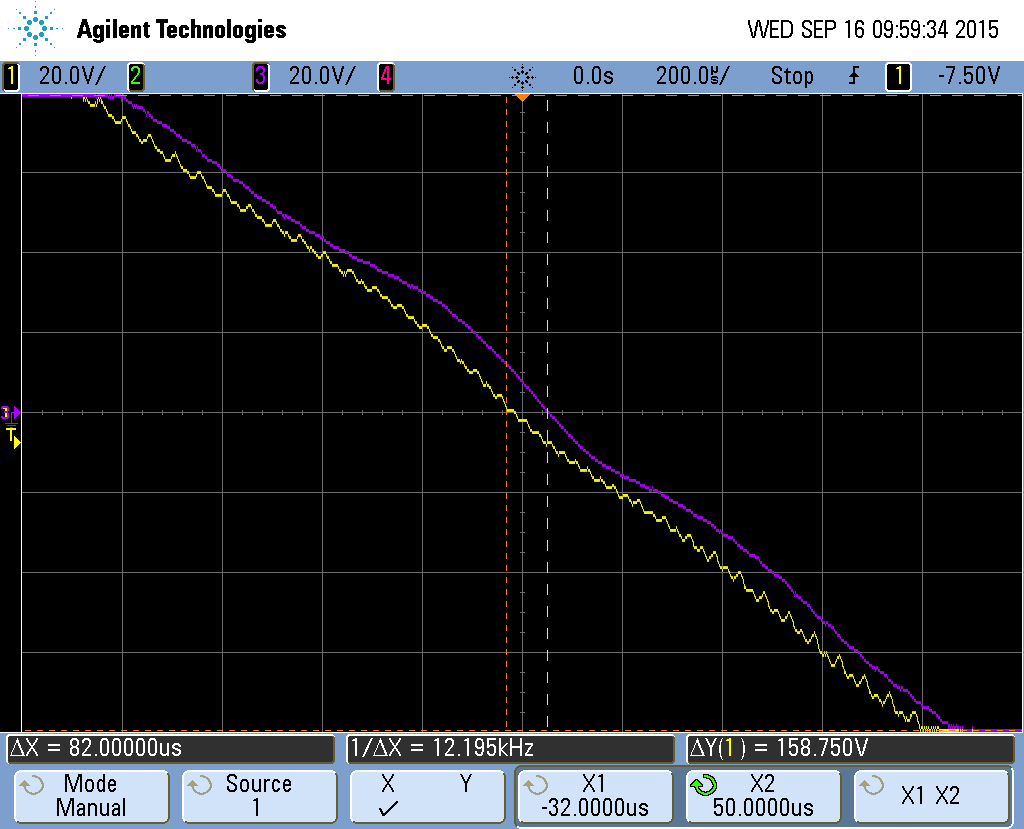 Agilent Technologies
WED SEP 16 09:59:34 2015
1 20.0V/ 2 3 20.0V/ 4 0.0s 200.0us/ Stop 1 -7.50V
3
T
ΔX = 82.00000us 1/ΔX = 12.195kHz ΔY(1) = 158.750V
Mode Source X Y X1 X2 X1 X2
Manual 1 ✓ -32.0000us 50.0000us